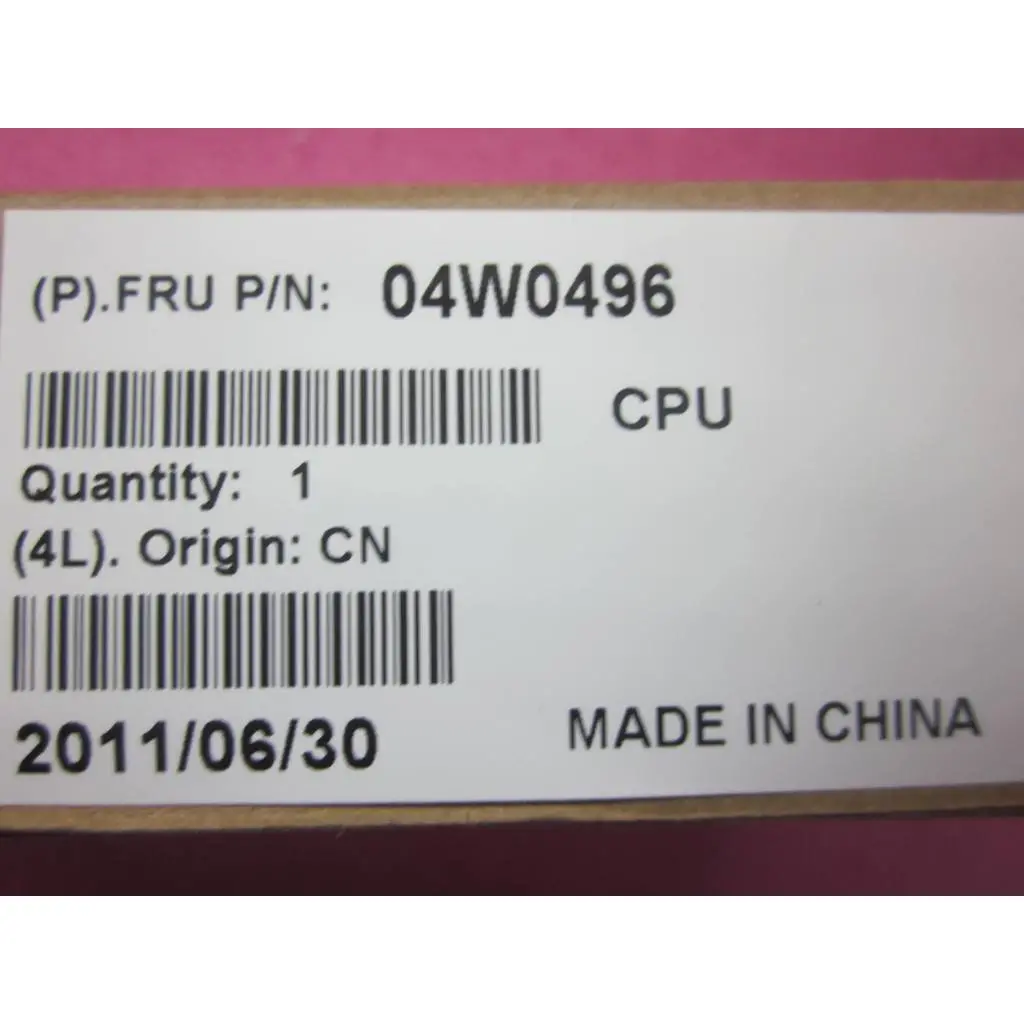 (P).FRU P/N: 04W0496
CPU
Quantity: 1
(4L). Origin: CN
2011/06/30
MADE IN CHINA